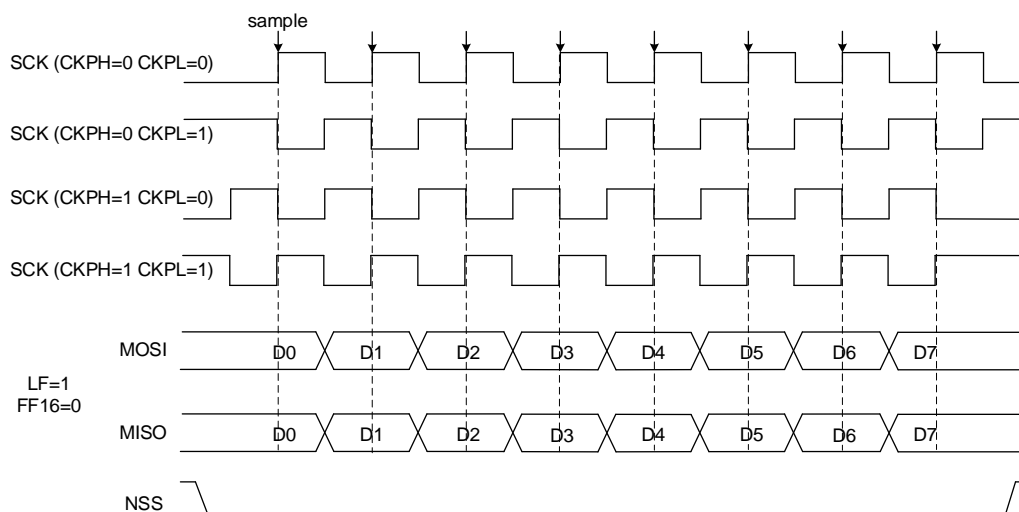 sample
SCK (CKPH=0 CKPL=0)
SCK (CKPH=0 CKPL=1)
SCK (CKPH=1 CKPL=0)
SCK (CKPH=1 CKPL=1)
MOSI
D0 D1 D2 D3 D4 D5 D6 D7
LF=1
FF16=0
MISO
D0 D1 D2 D3 D4 D5 D6 D7
NSS